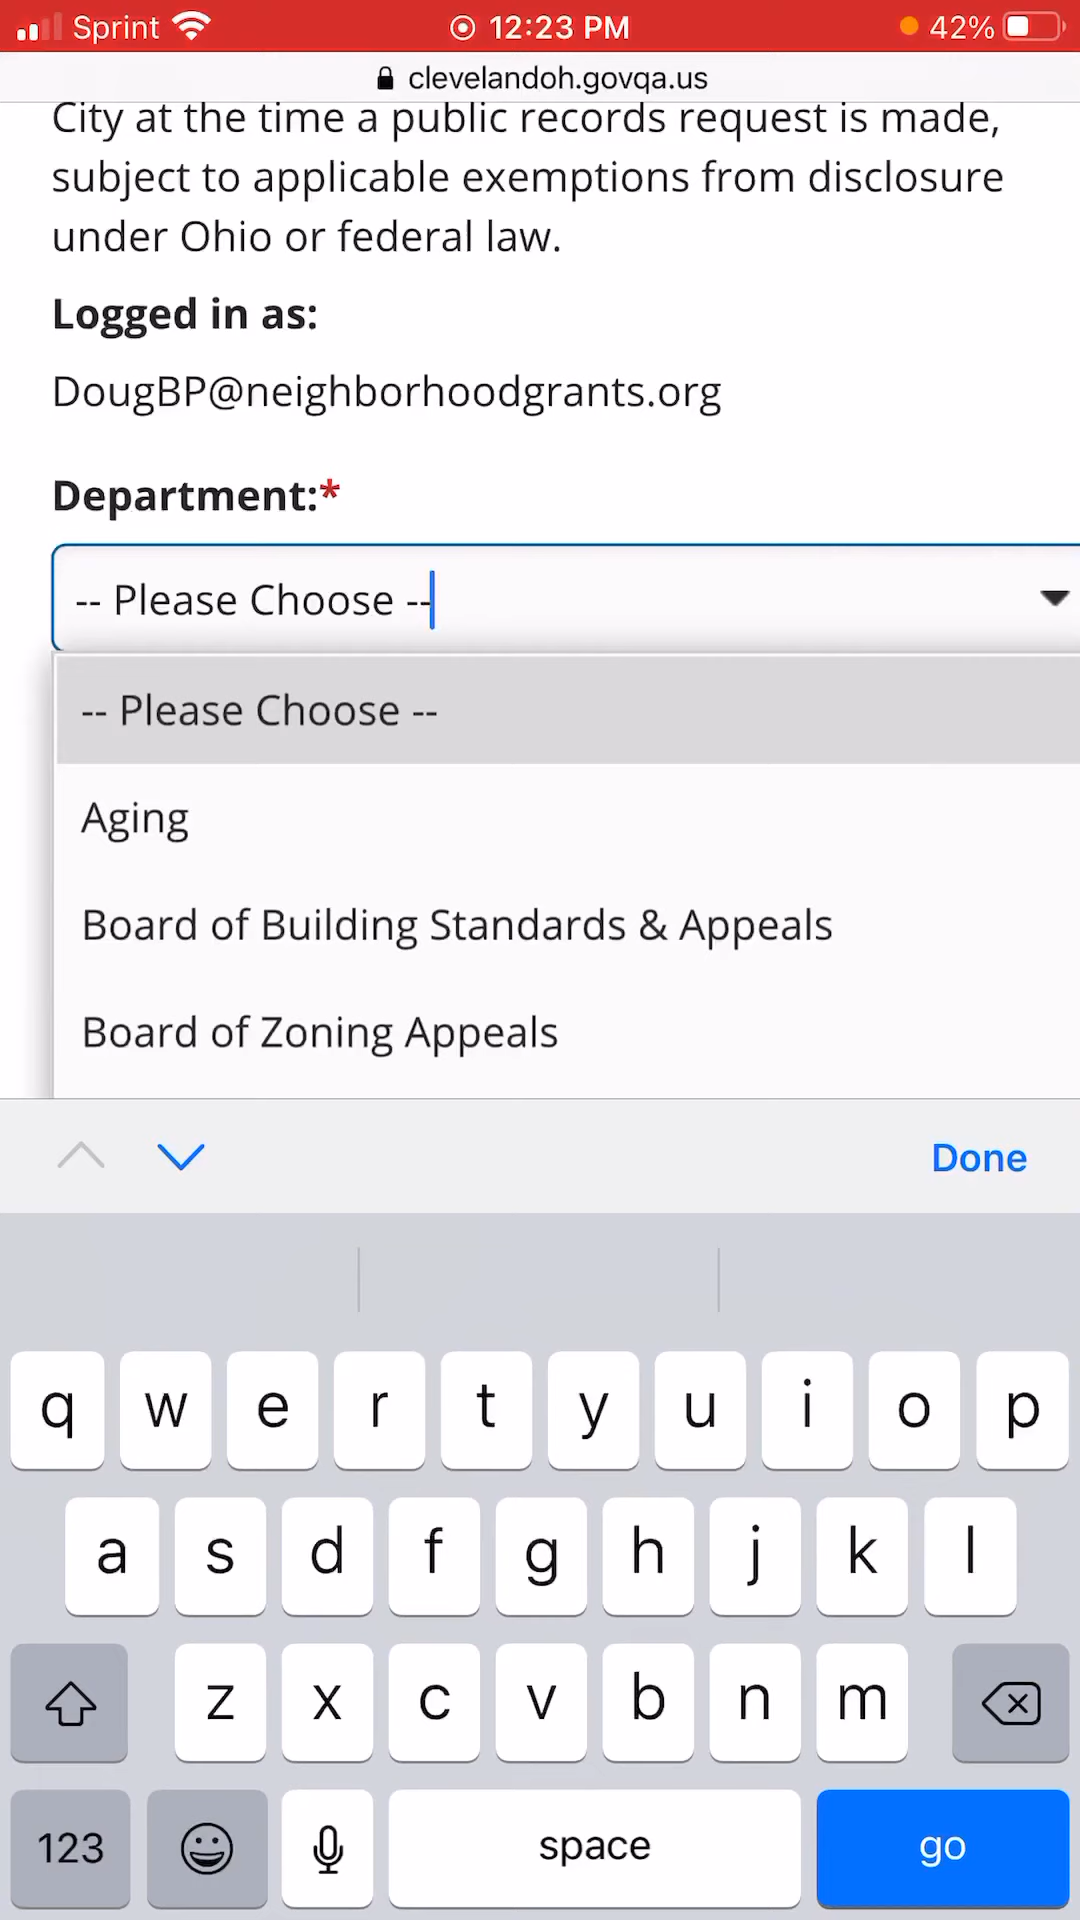 Sprint 12:23 PM 42%
clevelandoh.govqa.us
City at the time a public records request is made,
subject to applicable exemptions from disclosure
under Ohio or federal law.
Logged in as:
DougBP@neighborhoodgrants.org
Department:*
-- Please Choose --
-- Please Choose --
Aging
Board of Building Standards & Appeals
Board of Zoning Appeals
Done
q w e r t y u i o p
a s d f g h j k l
z x c v b n m
123 space go